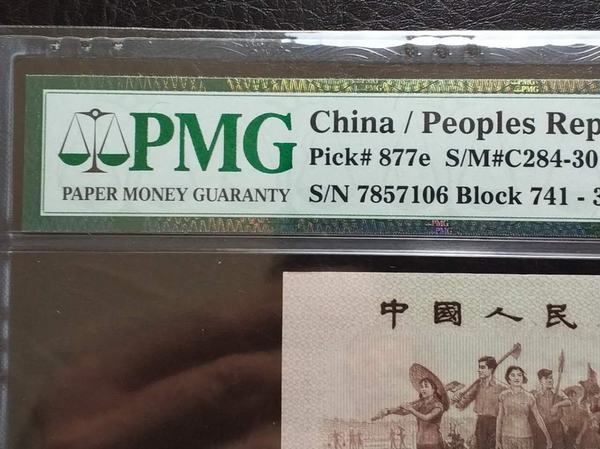 PMG
PAPER MONEY GUARANTY
China / Peoples Rep
Pick# 877e S/M#C284-30
S/N 7857106 Block 741 - 3
中國人民